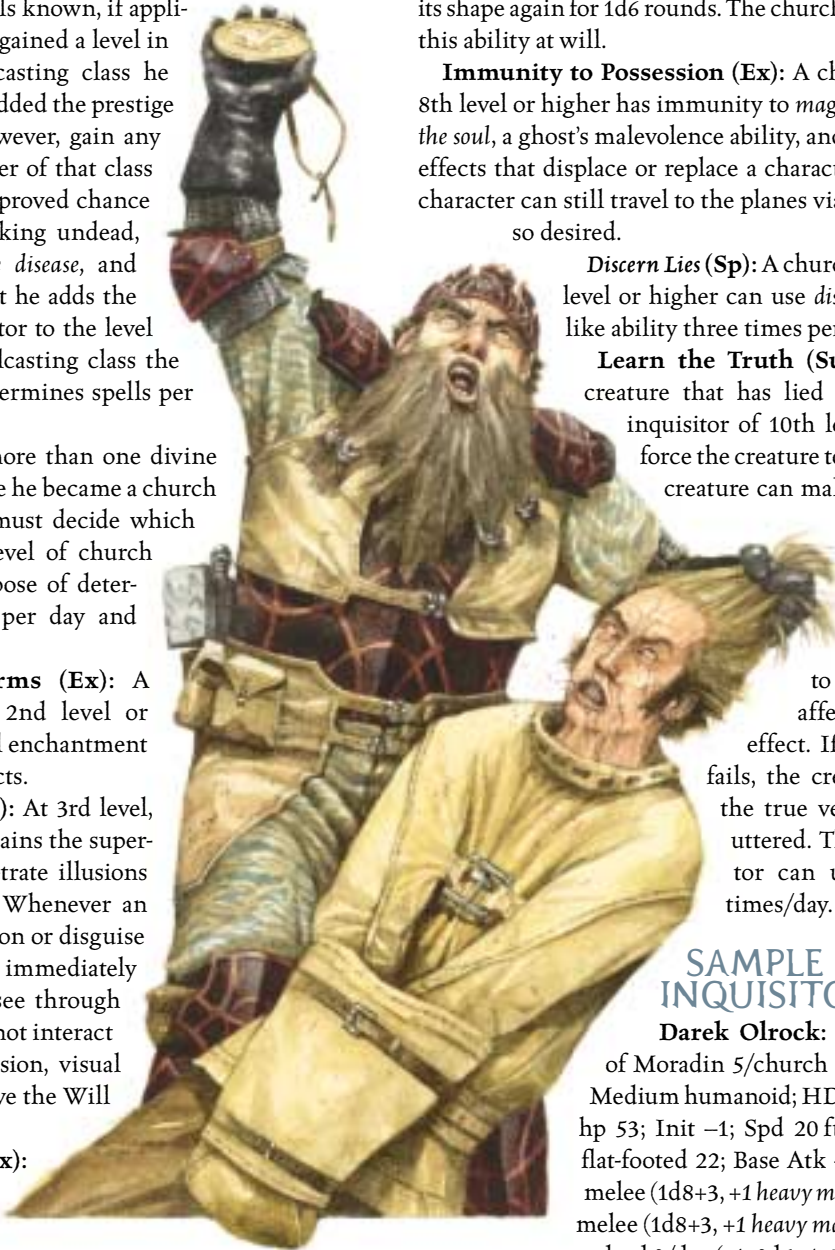 ls known, if appli-
gained a level in
casting class he
dded the prestige
wever, gain any
er of that class
proved chance
king undead,
disease, and
t he adds the
tor to the level
lcasting class the
ermines spells per
more than one divine
e he became a church
must decide which
evel of church
pose of deter-
per day and
rms (Ex): A
2nd level or
l enchantment
cts.
): At 3rd level,
ains the super-
trate illusions
Whenever an
on or disguise
immediately
see through
not interact
sion, visual
ve the Will
x):
its shape again for 1d6 rounds. The church
this ability at will.
Immunity to Possession (Ex): A ch
8th level or higher has immunity to mag
the soul, a ghost's malevolence ability, and
effects that displace or replace a charact
character can still travel to the planes via
so desired.
Discern Lies (Sp): A churc
level or higher can use dis
like ability three times per
Learn the Truth (Su
creature that has lied
inquisitor of 10th le
force the creature to
creature can mak
to
affe
effect. If
fails, the cre
the true ve
uttered. T
tor can u
times/day.
SAMPLE
INQUISITO
Darek Olrock:
of Moradin 5/church
Medium humanoid; HD
hp 53; Init –1; Spd 20 ft
flat-footed 22; Base Atk
melee (1d8+3, +1 heavy m
melee (1d8+3, +1 heavy ma